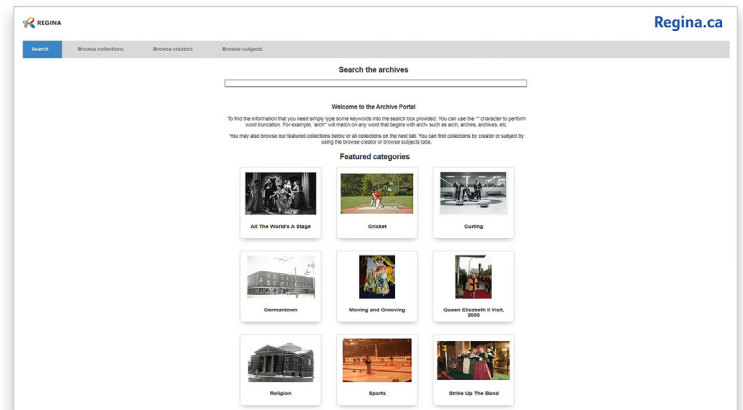 REGINA
Regina.ca
Search Browse collections Browse creators Browse subjects
Search the archives
Welcome to the Archive Portal
To find the information that you need simply type some keywords into the search box provided. You can use the '*' character to perform
word truncation. For example, 'arch*' will match on any word that begins with arch- such as arch, arches, archives, etc.
You may also browse our featured collections below or all collections on the next tab. You can find collections by creator or subject by
using the browse creator or browse subjects tabs.
Featured categories
All The World's A Stage
Cricket
Curling
Germantown
Moving and Grooving
Queen Elizabeth II Visit,
2005
Religion
Sports
Strike Up The Band